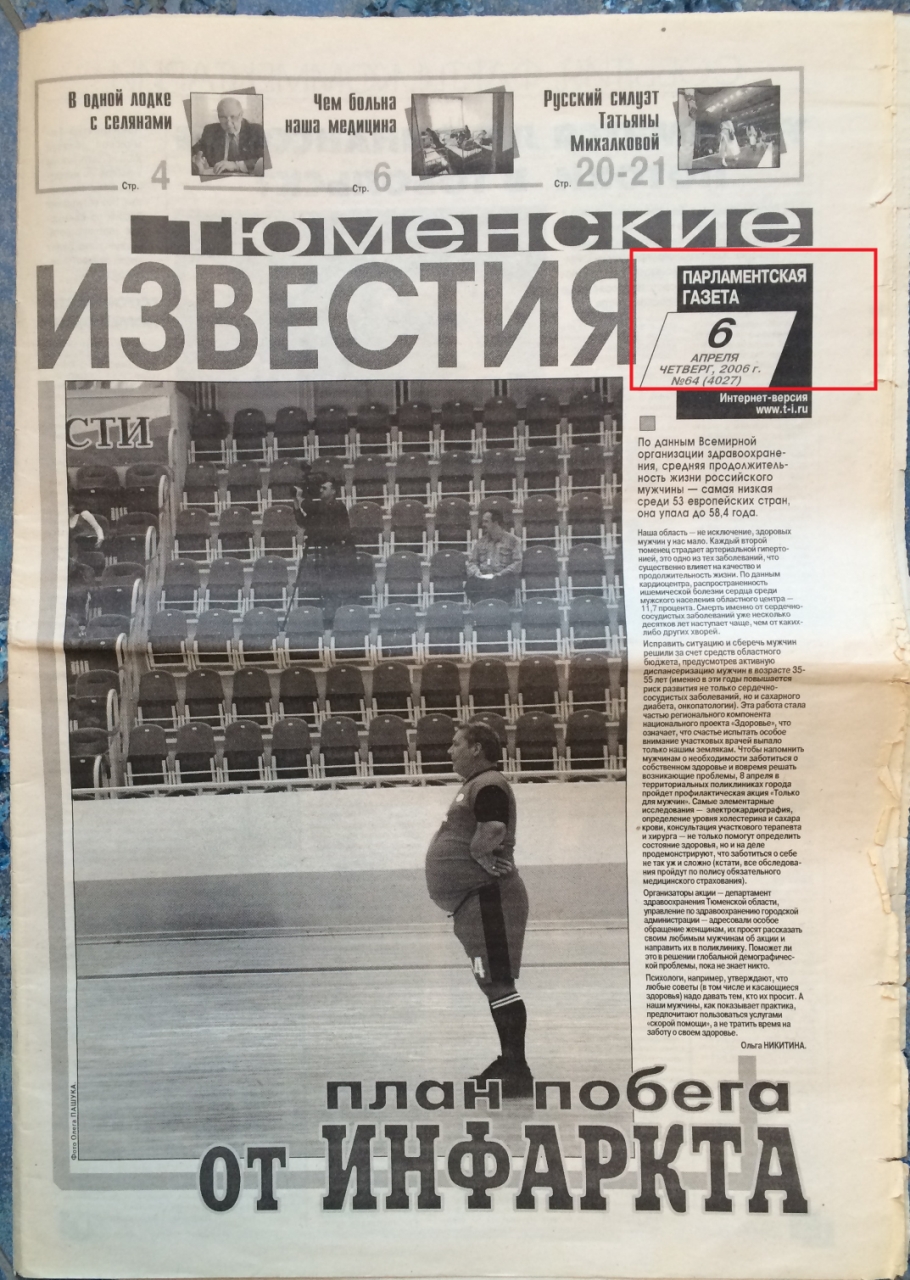 В одной лодке
с селянами
Стр. 4
Чем больна
наша медицина
Стр. 6
Русский силуэт
Татьяны
Михалковой
Стр. 20-21
Тюменские
ИЗВЕСТИЯ
ПАРЛАМЕНТСКАЯ
ГАЗЕТА
6
АПРЕЛЯ
ЧЕТВЕРГ, 2006 г.
№64 (4027)
Интернет-версия
www.t-i.ru
СТИ
По данным Всемирной
организации здравоохране-
ния, средняя продолжитель-
ность жизни российского
мужчины — самая низкая
среди 53 европейских стран,
она упала до 58,4 года.
Наша область — не исключение, здоровых
мужчин у нас мало. Каждый второй
тюменец страдает артериальной гиперто-
нией, это одно из тех заболеваний, что
существенно влияет на качество и
продолжительность жизни. По данным
кардиоцентра, распространенность
ишемической болезни сердца среди
мужского населения областного центра —
11,7 процента. Смерть именно от сердечно-
сосудистых заболеваний уже несколько
десятков лет наступает чаще, чем от каких-
либо других хворей.
Исправить ситуацию и сберечь мужчин
решили за счет средств областного
бюджета, предусмотрев активную
диспансеризацию мужчин в возрасте 35-
55 лет (именно в эти годы повышается
риск развития не только сердечно-
сосудистых заболеваний, но и сахарного
диабета, онкопатологии). Эта работа стала
частью регионального компонента
национального проекта «Здоровье», что
означает, что счастье испытать особое
внимание участковых врачей выпало
только нашим землякам. Чтобы напомнить
мужчинам о необходимости заботиться о
собственном здоровье и вовремя решать
возникающие проблемы, 8 апреля в
территориальных поликлиниках города
пройдет профилактическая акция «Только
для мужчин». Самые элементарные
исследования — электрокардиография,
определение уровня холестерина и сахара
крови, консультация участкового терапевта
и хирурга — не только помогут определить
состояние здоровья, но и на деле
продемонстрируют, что заботиться о себе
не так уж и сложно (кстати, все обследова-
ния пройдут по полису обязательного
медицинского страхования).
Организаторы акции — департамент
здравоохранения Тюменской области,
управление по здравоохранению городской
администрации — адресовали особое
обращение женщинам, их просят рассказать
своим любимым мужчинам об акции и
направить их в поликлинику. Поможет ли
это в решении глобальной демографичес-
кой проблемы, пока не знает никто.
Психологи, например, утверждают, что
любые советы (в том числе и касающиеся
здоровья) надо давать тем, кто их просит. А
наши мужчины, как показывает практика,
предпочитают пользоваться услугами
«скорой помощи», а не тратить время на
заботу о своем здоровье.
Ольга НИКИТИНА.
Фото Олега ПАЩУКА
план побега
от ИНФАРКТА